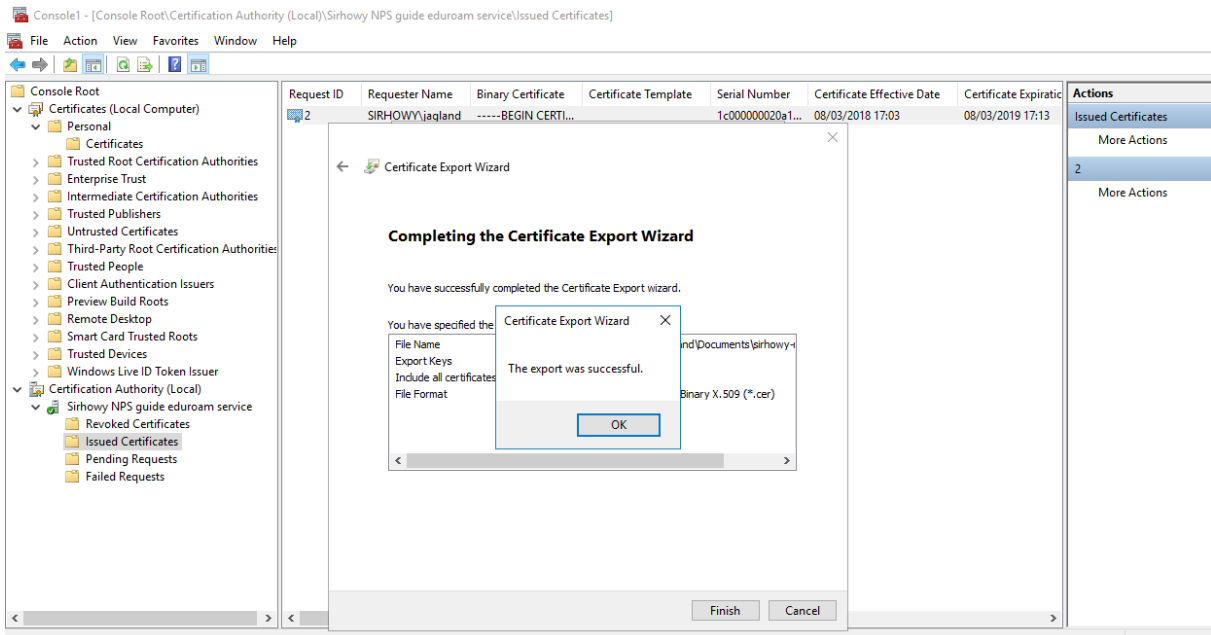 Console1 - [Console Root\Certification Authority (Local)\Sirhowy NPS guide eduroam service\Issued Certificates]
File Action View Favorites Window Help
Console Root
Certificates (Local Computer)
Personal
Certificates
Trusted Root Certification Authorities
Enterprise Trust
Intermediate Certification Authorities
Trusted Publishers
Untrusted Certificates
Third-Party Root Certification Authorities
Trusted People
Client Authentication Issuers
Preview Build Roots
Remote Desktop
Smart Card Trusted Roots
Trusted Devices
Windows Live ID Token Issuer
Certification Authority (Local)
Sirhowy NPS guide eduroam service
Revoked Certificates
Issued Certificates
Pending Requests
Failed Requests
Request ID Requester Name Binary Certificate Certificate Template Serial Number Certificate Effective Date Certificate Expiratic
2 SIRHOWY\jagland -----BEGIN CERTI... 1c000000020a1... 08/03/2018 17:03 08/03/2019 17:13
Certificate Export Wizard
Completing the Certificate Export Wizard
You have successfully completed the Certificate Export wizard.
You have specified the
File Name and\Documents\sirhowy-
Export Keys
Include all certificates
File Format Binary X.509 (*.cer)
Certificate Export Wizard
The export was successful.
OK
Finish Cancel
Actions
Issued Certificates
More Actions
2
More Actions